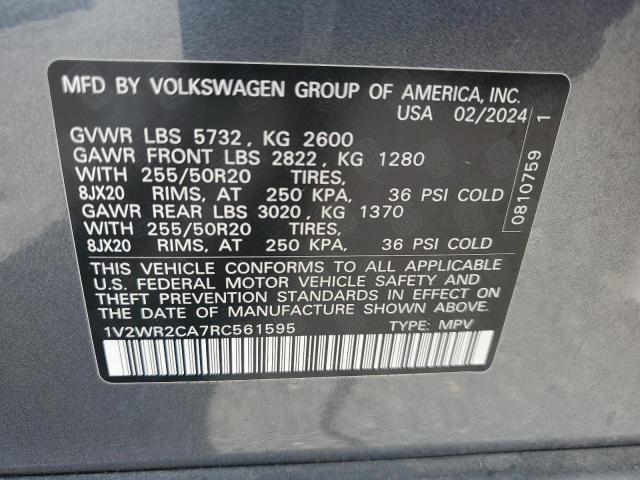 MFD BY VOLKSWAGEN GROUP OF AMERICA, INC.
USA 02/2024
GVWR LBS 5732, KG 2600
GAWR FRONT LBS 2822, KG 1280
WITH 255/50R20 TIRES,
8JX20 RIMS, AT 250 KPA, 36 PSI COLD
GAWR REAR LBS 3020, KG 1370
WITH 255/50R20 TIRES,
8JX20 RIMS, AT 250 KPA, 36 PSI COLD
THIS VEHICLE CONFORMS TO ALL APPLICABLE
U.S. FEDERAL MOTOR VEHICLE SAFETY AND
THEFT PREVENTION STANDARDS IN EFFECT ON
THE DATE OF MANUFACTURE SHOWN ABOVE.
1V2WR2CA7RC561595 TYPE: MPV
0810759 1